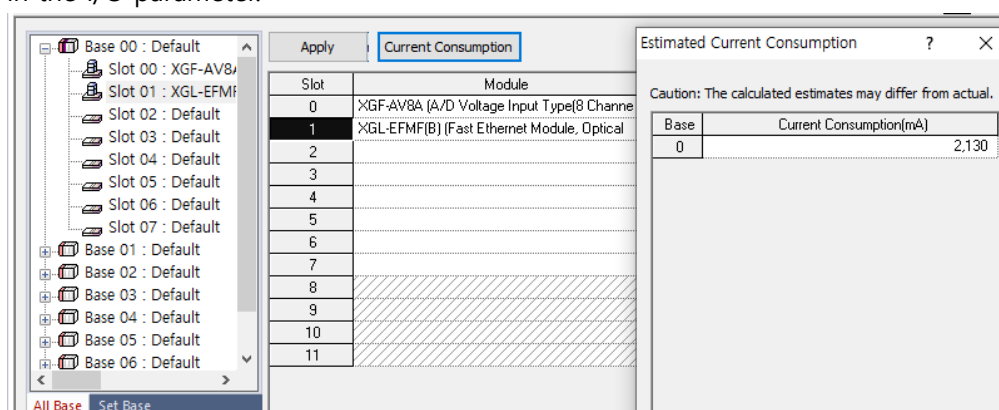 in the I/O parameter.
Base 00 : Default
Slot 00 : XGF-AV8A
Slot 01 : XGL-EFMF
Slot 02 : Default
Slot 03 : Default
Slot 04 : Default
Slot 05 : Default
Slot 06 : Default
Slot 07 : Default
Base 01 : Default
Base 02 : Default
Base 03 : Default
Base 04 : Default
Base 05 : Default
Base 06 : Default
All Base Set Base
Apply Current Consumption
Slot Module
0 XGF-AV8A (A/D Voltage Input Type(8 Channe
1 XGL-EFMF(B) (Fast Ethernet Module, Optical
2
3
4
5
6
7
8
9
10
11
Estimated Current Consumption ? ×
Caution: The calculated estimates may differ from actual.
Base Current Consumption(mA)
0 2,130